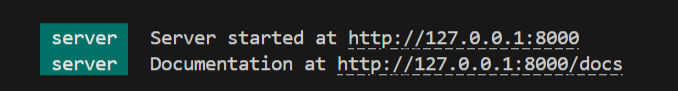 server Server started at http://127.0.0.1:8000
server Documentation at http://127.0.0.1:8000/docs